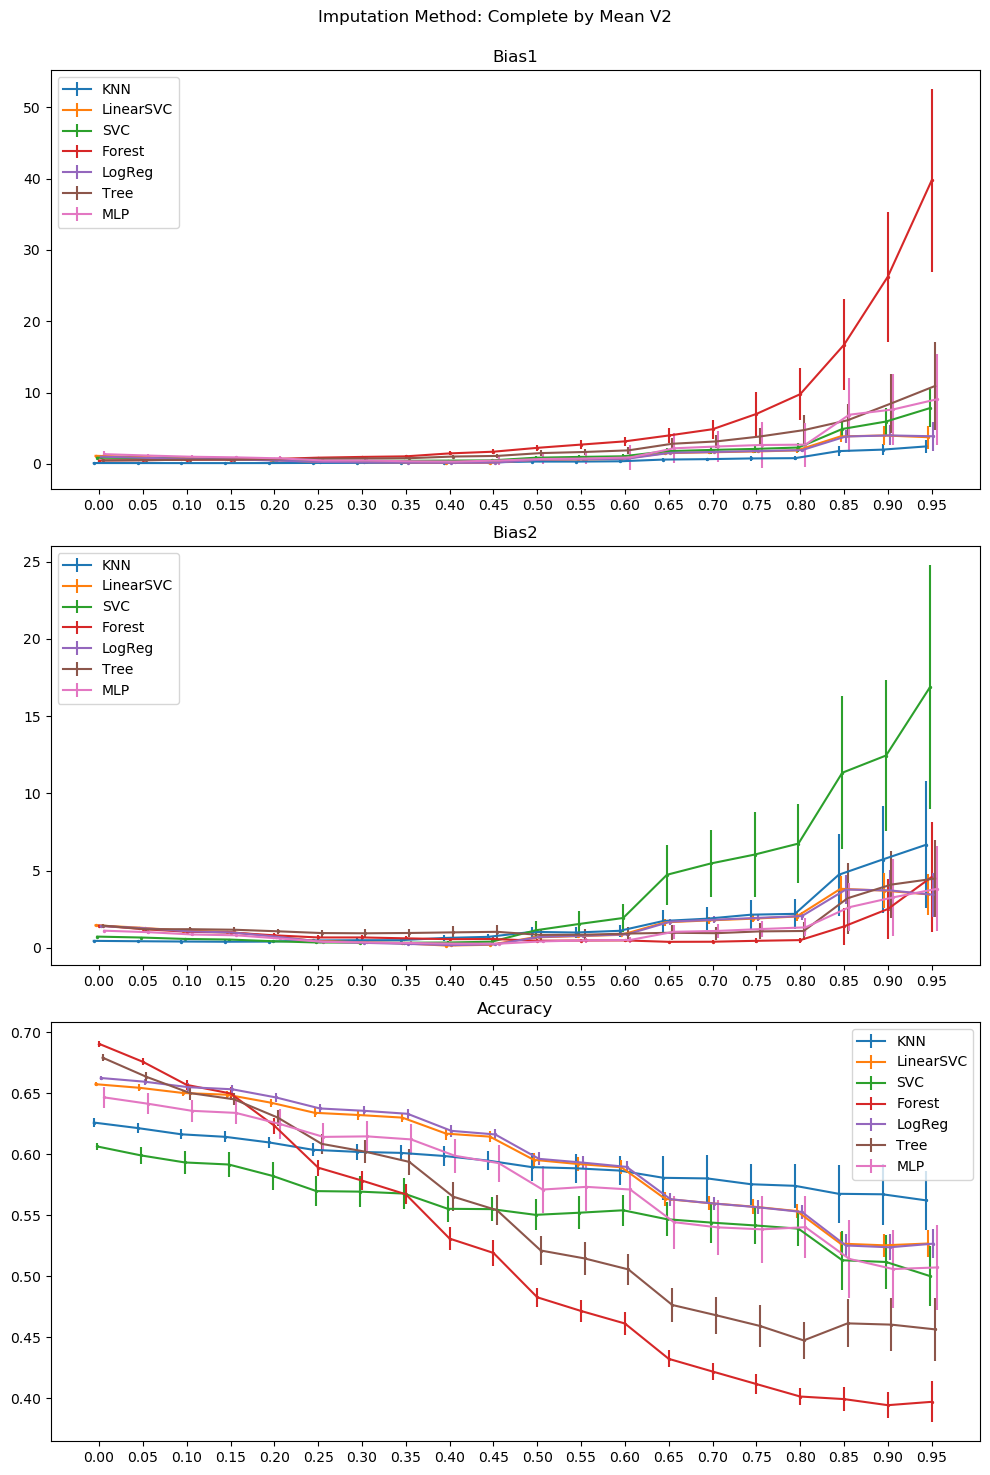 Imputation Method: Complete by Mean V2
Bias1
50
40
30
20
10
0
KNN
LinearSVC
SVC
Forest
LogReg
Tree
MLP
0.00 0.05 0.10 0.15 0.20 0.25 0.30 0.35 0.40 0.45 0.50 0.55 0.60 0.65 0.70 0.75 0.80 0.85 0.90 0.95
Bias2
25
20
15
10
5
0
KNN
LinearSVC
SVC
Forest
LogReg
Tree
MLP
0.00 0.05 0.10 0.15 0.20 0.25 0.30 0.35 0.40 0.45 0.50 0.55 0.60 0.65 0.70 0.75 0.80 0.85 0.90 0.95
Accuracy
0.70
0.65
0.60
0.55
0.50
0.45
0.40
KNN
LinearSVC
SVC
Forest
LogReg
Tree
MLP
0.00 0.05 0.10 0.15 0.20 0.25 0.30 0.35 0.40 0.45 0.50 0.55 0.60 0.65 0.70 0.75 0.80 0.85 0.90 0.95